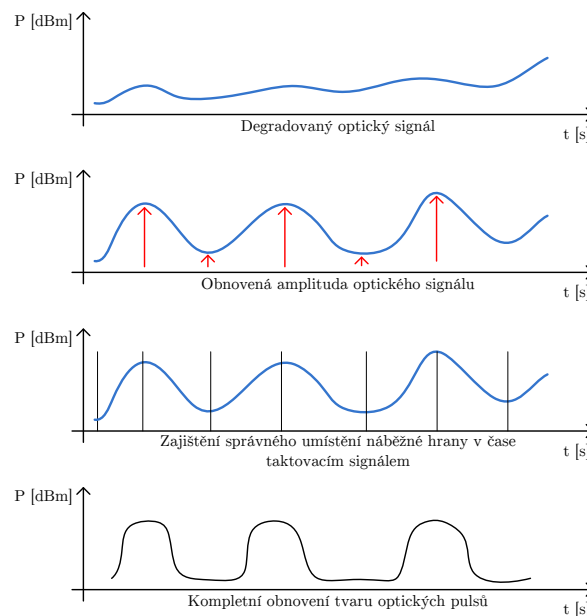 P [dBm]
Degradovaný optický signál
t [s]
P [dBm]
Obnovená amplituda optického signálu
t [s]
P [dBm]
Zajištění správného umístění náběžné hrany v čase
taktovacím signálem
t [s]
P [dBm]
Kompletní obnovení tvaru optických pulsů
t [s]